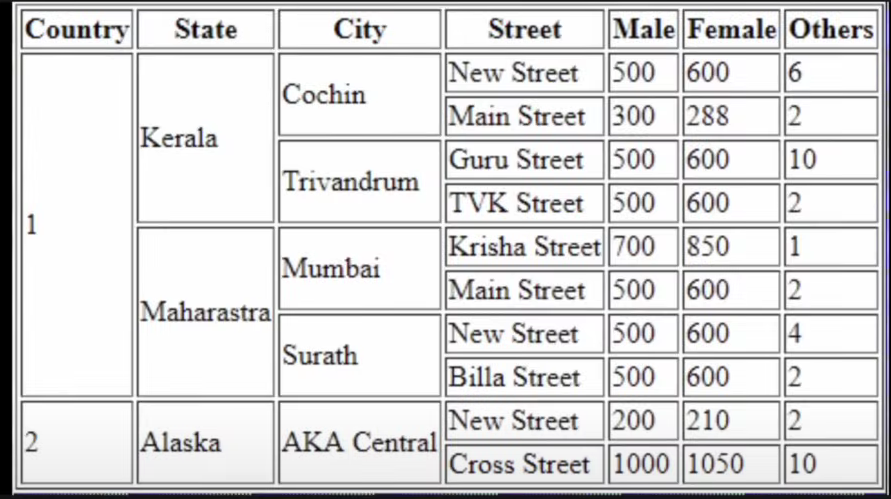 Country State City Street Male Female Others
1 Kerala Cochin New Street 500 600 6
Main Street 300 288 2
Trivandrum Guru Street 500 600 10
TVK Street 500 600 2
Maharastra Mumbai Krisha Street 700 850 1
Main Street 500 600 2
Surath New Street 500 600 4
Billa Street 500 600 2
2 Alaska AKA Central New Street 200 210 2
Cross Street 1000 1050 10